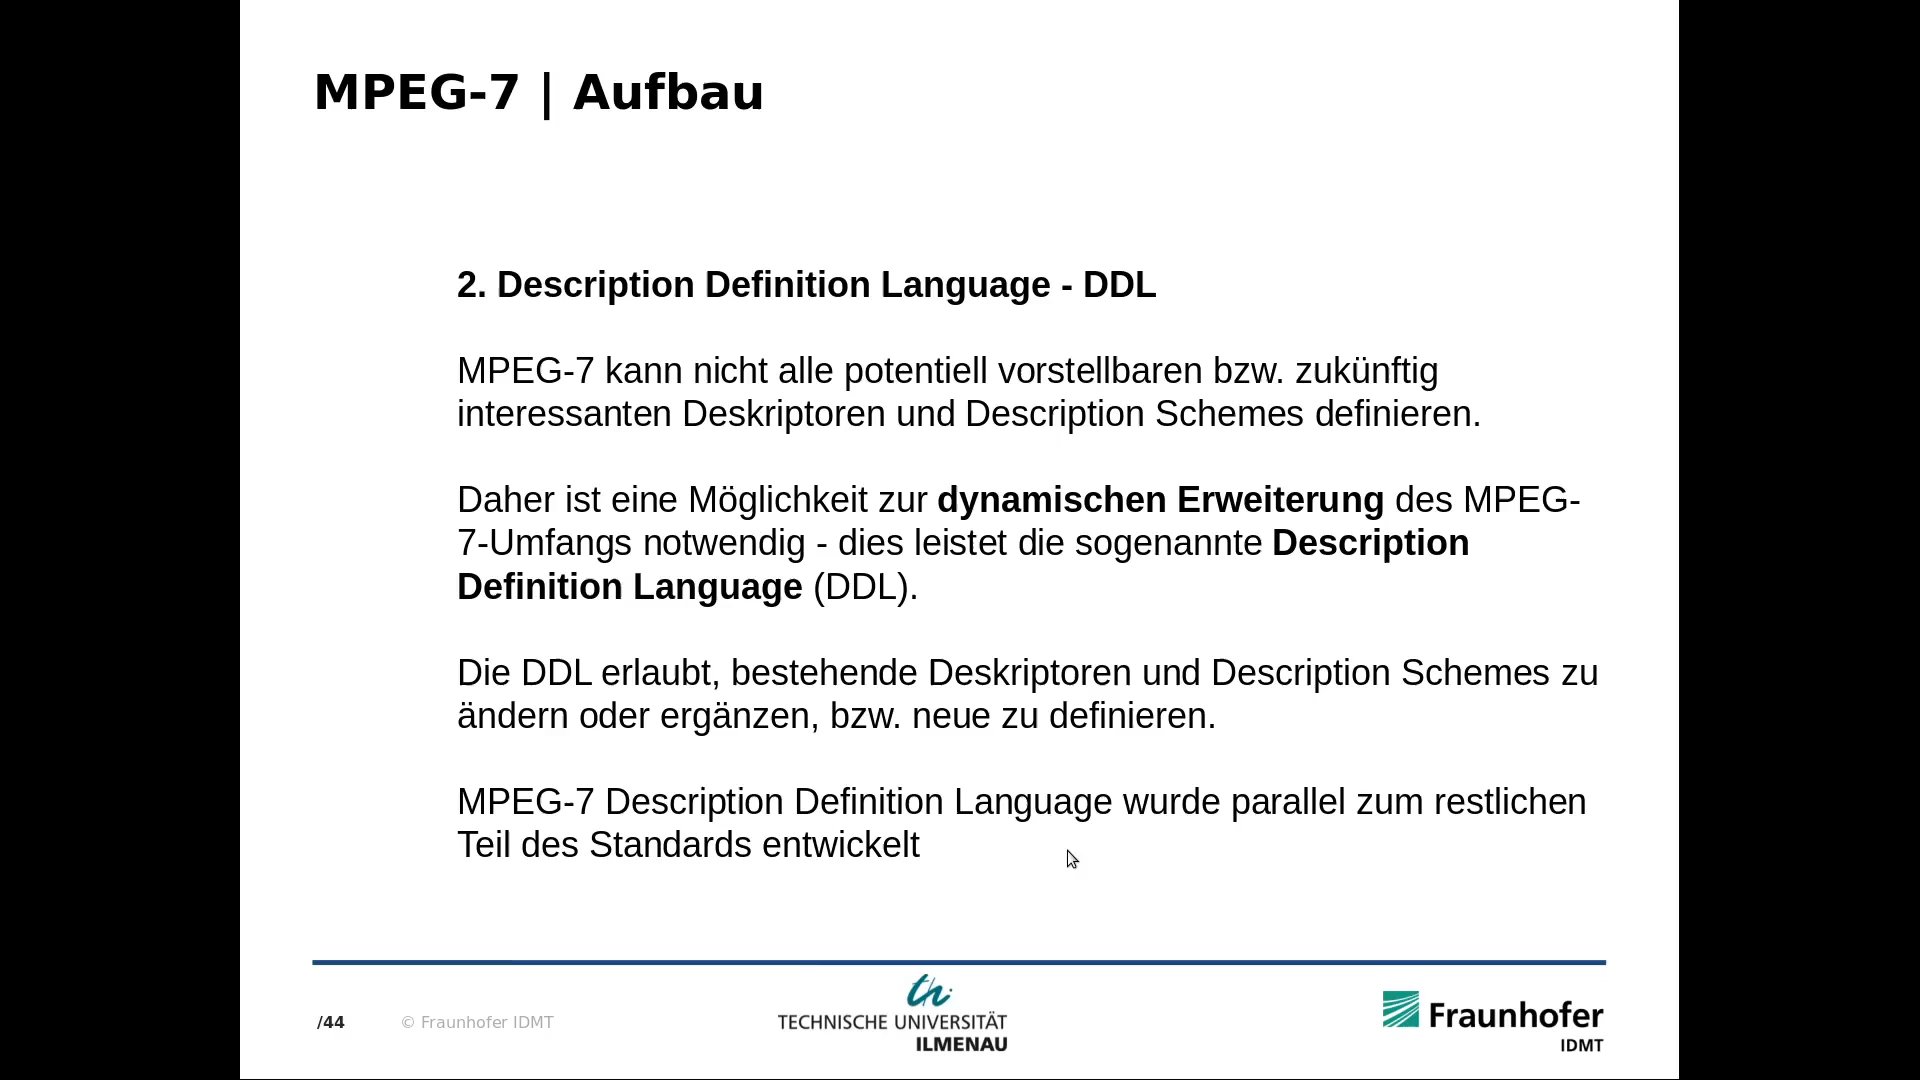 MPEG-7 | Aufbau
2. Description Definition Language - DDL
MPEG-7 kann nicht alle potentiell vorstellbaren bzw. zukünftig
interessanten Deskriptoren und Description Schemes definieren.
Daher ist eine Möglichkeit zur dynamischen Erweiterung des MPEG-
7-Umfangs notwendig - dies leistet die sogenannte Description
Definition Language (DDL).
Die DDL erlaubt, bestehende Deskriptoren und Description Schemes zu
ändern oder ergänzen, bzw. neue zu definieren.
MPEG-7 Description Definition Language wurde parallel zum restlichen
Teil des Standards entwickelt
/44
© Fraunhofer IDMT
th
TECHNISCHE UNIVERSITÄT
ILMENAU
Fraunhofer
IDMT